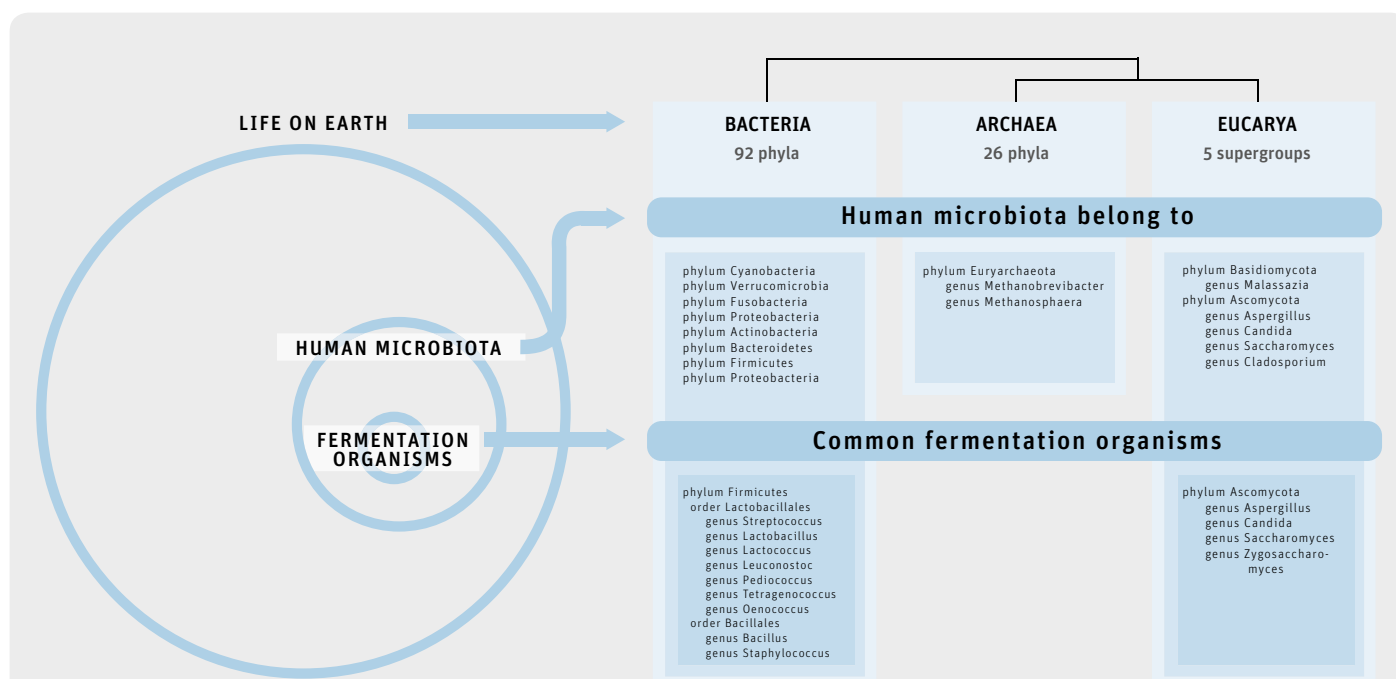 LIFE ON EARTH
BACTERIA
92 phyla
ARCHAEA
26 phyla
EUCARYA
5 supergroups
Human microbiota belong to
phylum Cyanobacteria
phylum Verrucomicrobia
phylum Fusobacteria
phylum Proteobacteria
phylum Actinobacteria
phylum Bacteroidetes
phylum Firmicutes
phylum Proteobacteria
phylum Euryarchaeota
genus Methanobrevibacter
genus Methanosphaera
phylum Basidiomycota
genus Malassazia
phylum Ascomycota
genus Aspergillus
genus Candida
genus Saccharomyces
genus Cladosporium
HUMAN MICROBIOTA
FERMENTATION
ORGANISMS
Common fermentation organisms
phylum Firmicutes
order Lactobacillales
genus Streptococcus
genus Lactobacillus
genus Lactococcus
genus Leuconostoc
genus Pediococcus
genus Tetragenococcus
genus Oenococcus
order Bacillales
genus Bacillus
genus Staphylococcus
phylum Ascomycota
genus Aspergillus
genus Candida
genus Saccharomyces
genus Zygosaccharo-
myces